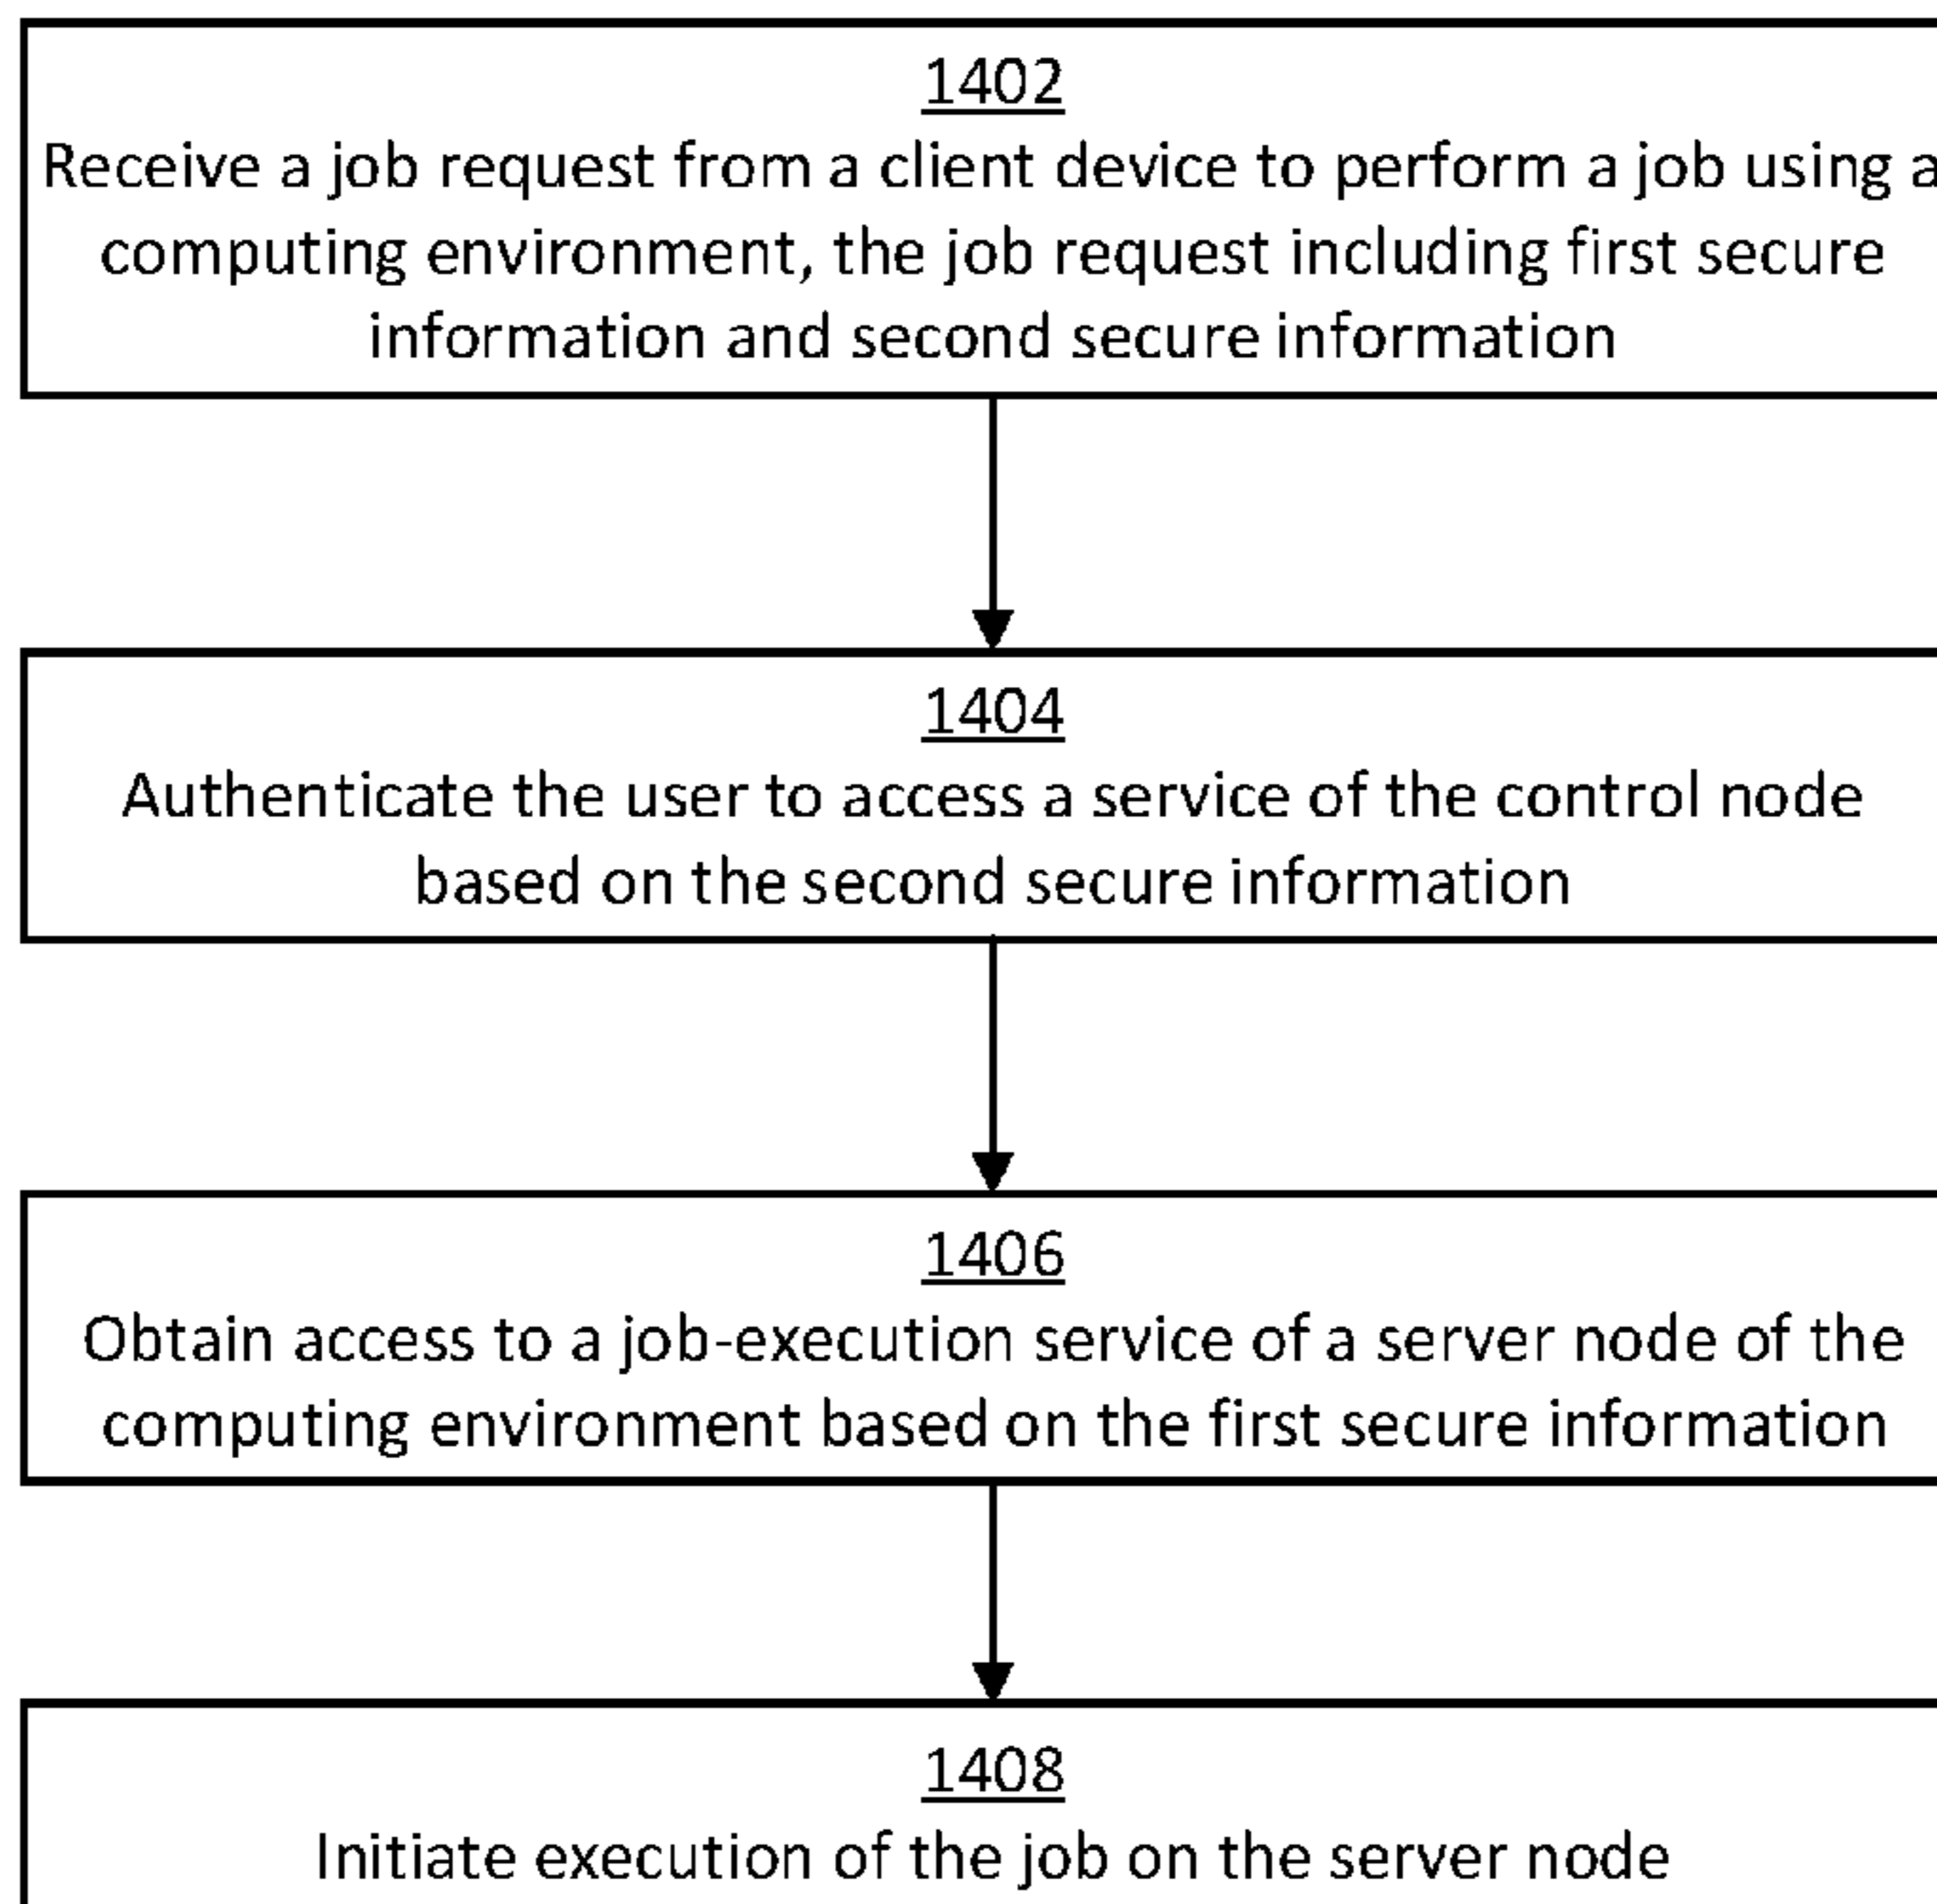 1402
Receive a job request from a client device to perform a job using a
computing environment, the job request including first secure
information and second secure information
1404
Authenticate the user to access a service of the control node
based on the second secure information
1406
Obtain access to a job-execution service of a server node of the
computing environment based on the first secure information
1408
Initiate execution of the job on the server node